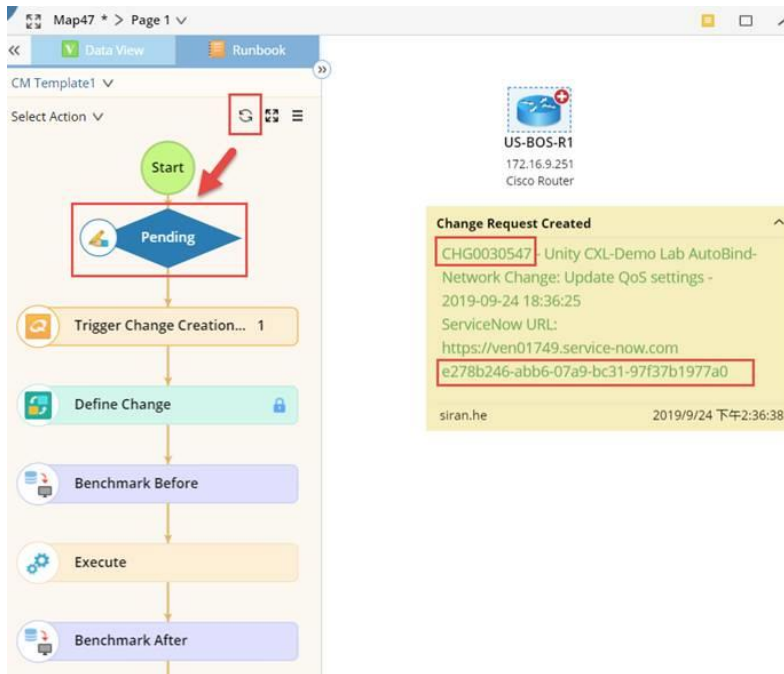 Map47 * > Page 1
Data View
Runbook
CM Template1
Select Action
Start
Pending
Trigger Change Creation... 1
Define Change
Benchmark Before
Execute
Benchmark After
US-BOS-R1
172.16.9.251
Cisco Router
Change Request Created
CHG0030547 - Unity CXL-Demo Lab AutoBind-
Network Change: Update QoS settings -
2019-09-24 18:36:25
ServiceNow URL:
https://ven01749.service-now.com
e278b246-abb6-07a9-bc31-97f37b1977a0
siran.he 2019/9/24 下午2:36:38